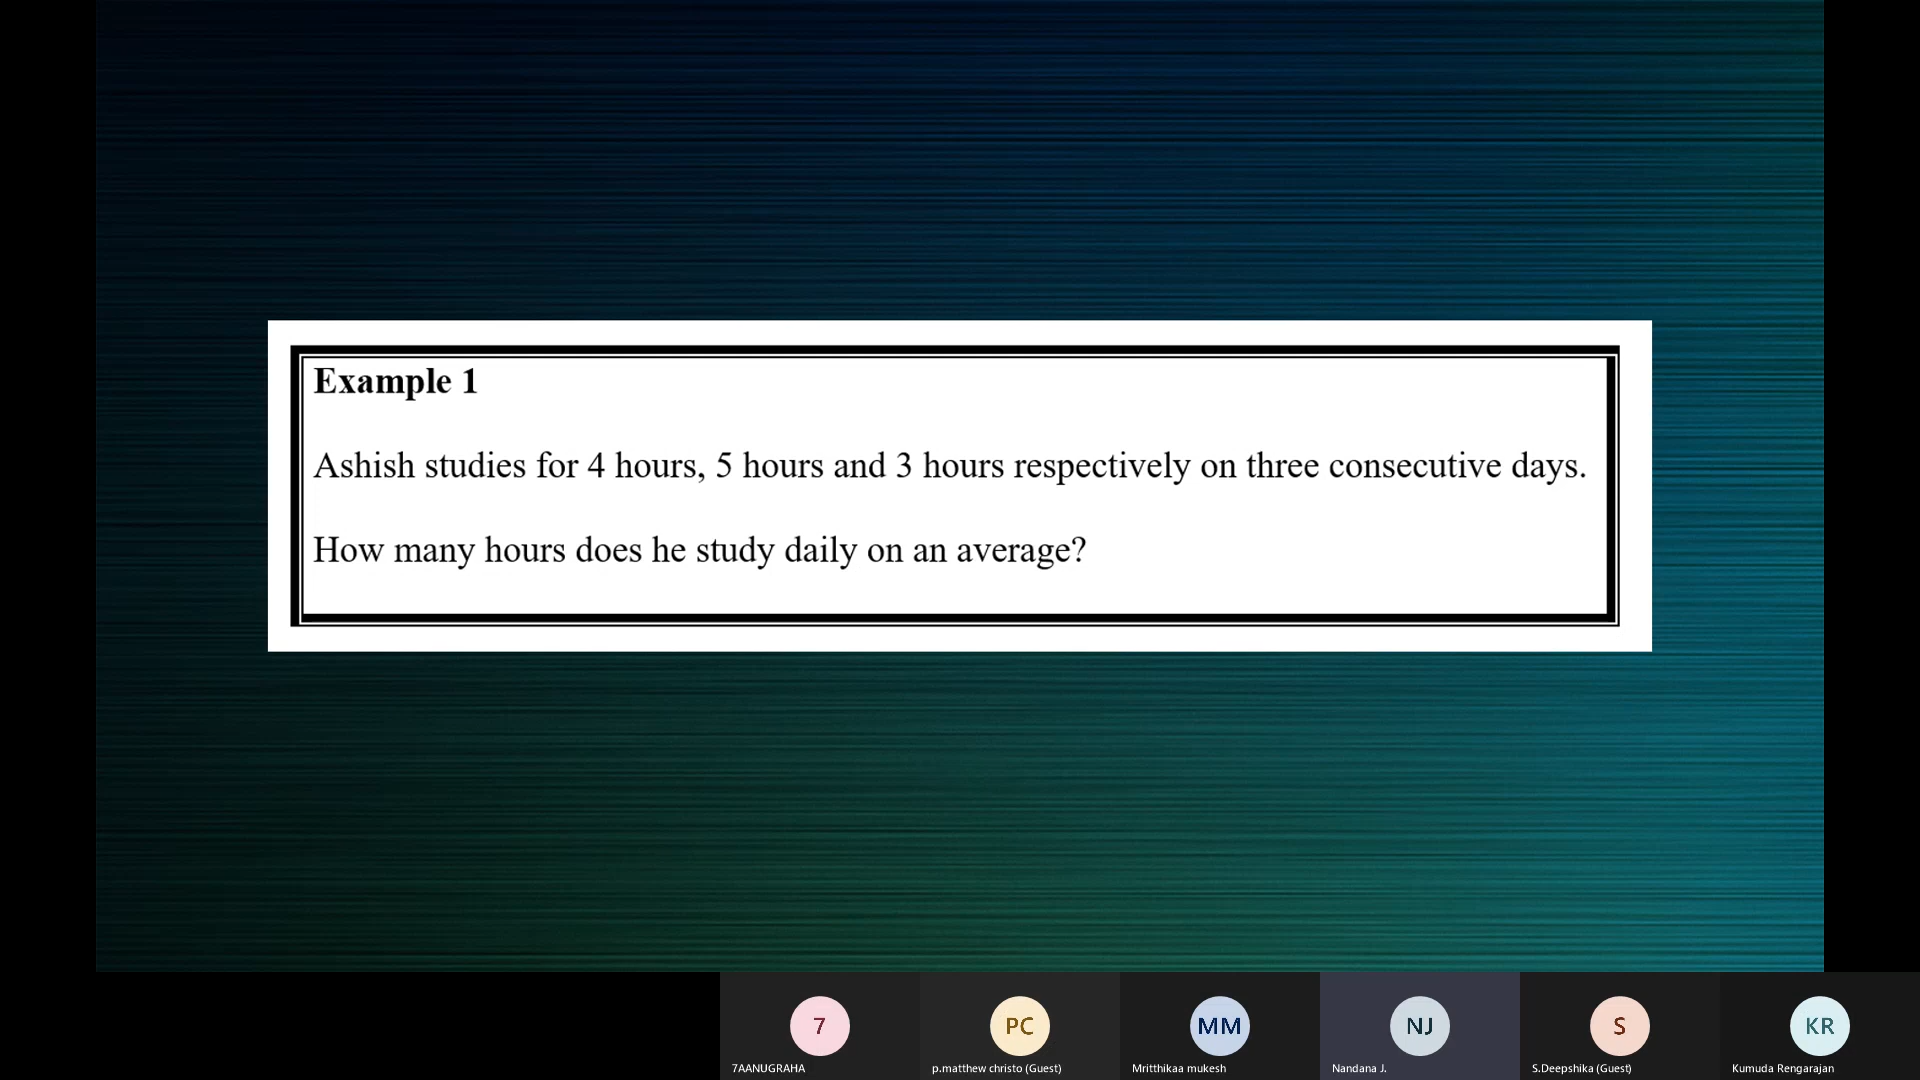 Example 1
Ashish studies for 4 hours, 5 hours and 3 hours respectively on three consecutive days.
How many hours does he study daily on an average?
7
PC
MM
NJ
S
KR
7AANUGRAHA
p.matthew christo (Guest)
Mritthikaa mukesh
Nandana J.
S.Deepshika (Guest)
Kumuda Rengarajan